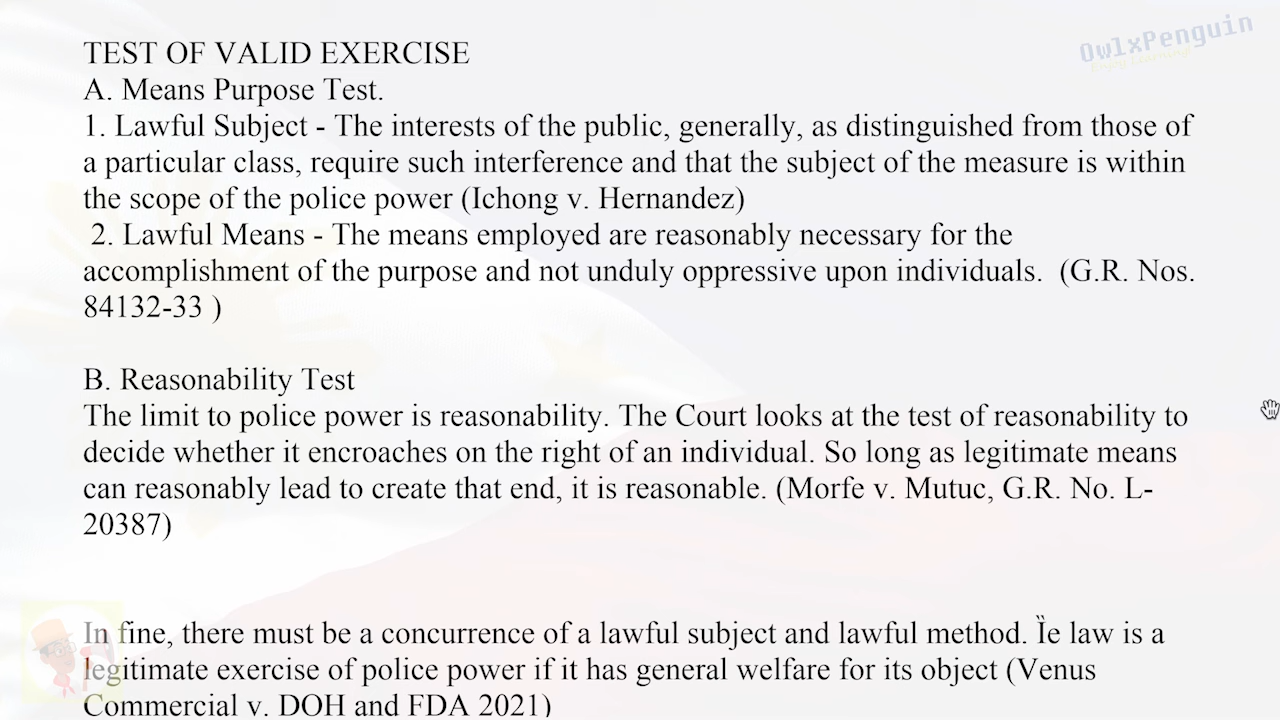 OwlxPenguin
Enjoy Learning!
TEST OF VALID EXERCISE
A. Means Purpose Test.
1. Lawful Subject - The interests of the public, generally, as distinguished from those of
a particular class, require such interference and that the subject of the measure is within
the scope of the police power (Ichong v. Hernandez)
2. Lawful Means - The means employed are reasonably necessary for the
accomplishment of the purpose and not unduly oppressive upon individuals.  (G.R. Nos.
84132-33 )
B. Reasonability Test
The limit to police power is reasonability. The Court looks at the test of reasonability to
decide whether it encroaches on the right of an individual. So long as legitimate means
can reasonably lead to create that end, it is reasonable. (Morfe v. Mutuc, G.R. No. L-
20387)
In fine, there must be a concurrence of a lawful subject and lawful method. Ȉe law is a
legitimate exercise of police power if it has general welfare for its object (Venus
Commercial v. DOH and FDA 2021)